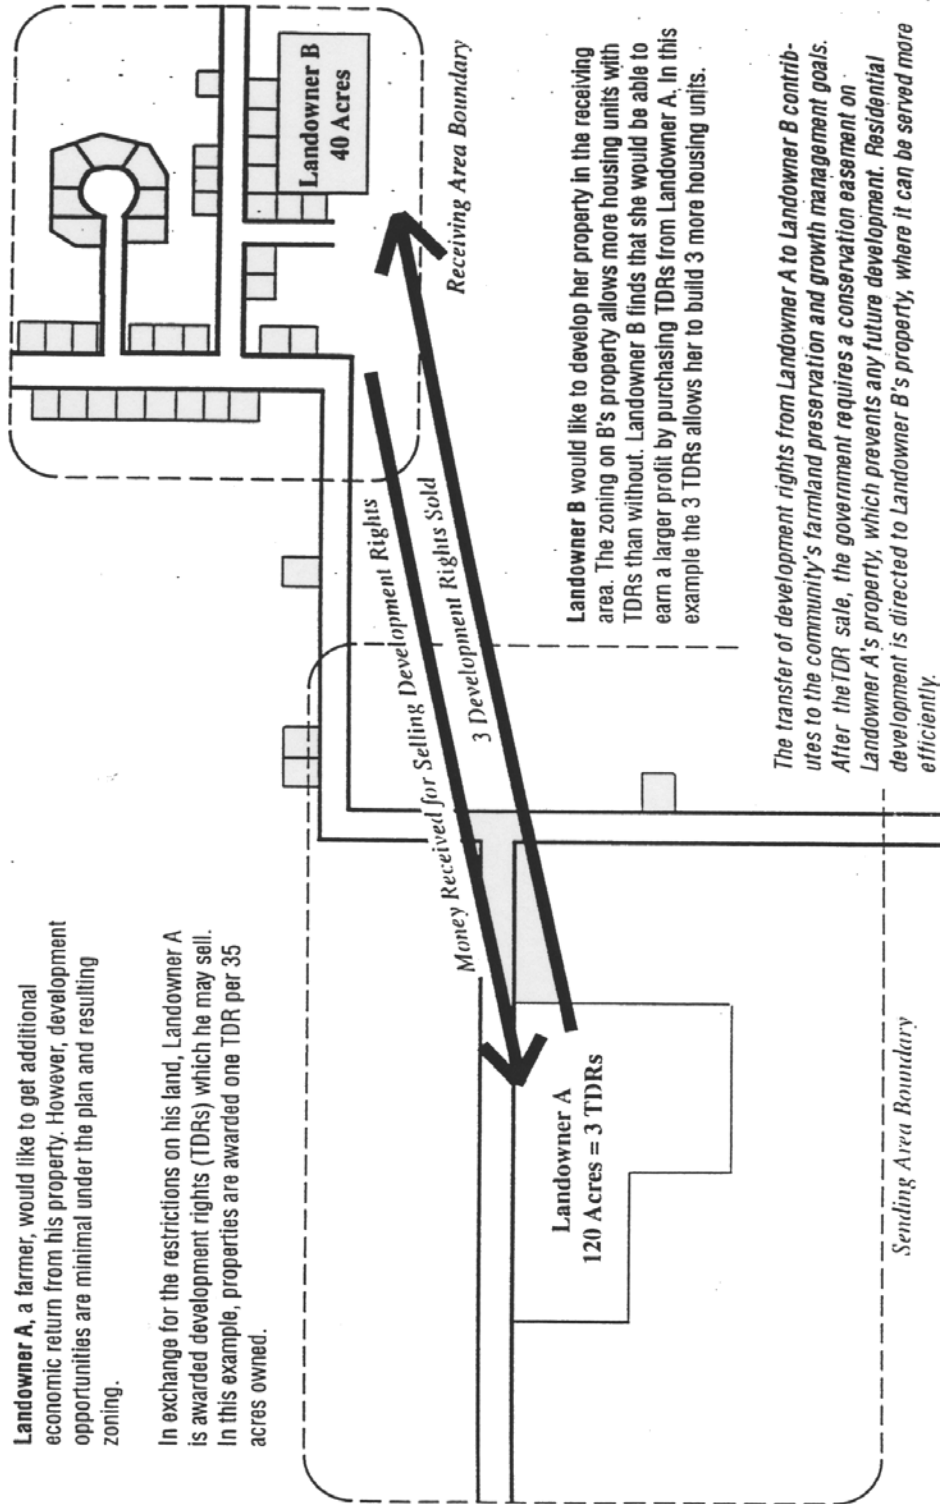 Landowner A, a farmer, would like to get additional
economic return from his property. However, development
opportunities are minimal under the plan and resulting
zoning.
In exchange for the restrictions on his land, Landowner A
is awarded development rights (TDRs) which he may sell.
In this example, properties are awarded one TDR per 35
acres owned.
Landowner B
40 Acres
Receiving Area Boundary
Money Received for Selling Development Rights
3 Development Rights Sold
Landowner A
120 Acres = 3 TDRs
Sending Area Boundary
Landowner B would like to develop her property in the receiving
area. The zoning on B's property allows more housing units with
TDRs than without. Landowner B finds that she would be able to
earn a larger profit by purchasing TDRs from Landowner A. In this
example the 3 TDRs allows her to build 3 more housing units.
The transfer of development rights from Landowner A to Landowner B contrib-
utes to the community's farmland preservation and growth management goals.
After the TDR sale, the government requires a conservation easement on
Landowner A's property, which prevents any future development. Residential
development is directed to Landowner B's property, where it can be served more
efficiently.